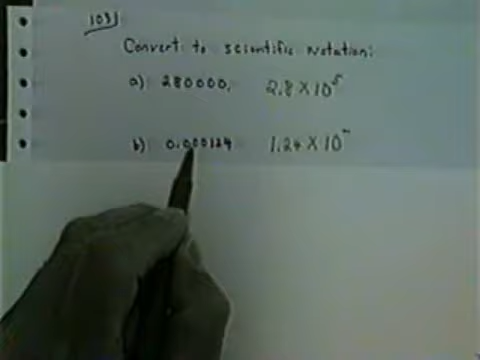 103)
Convert to scientific notation:
a) 280000. 2.8 X 10⁵
b) 0.000124 1.24 X 10⁻